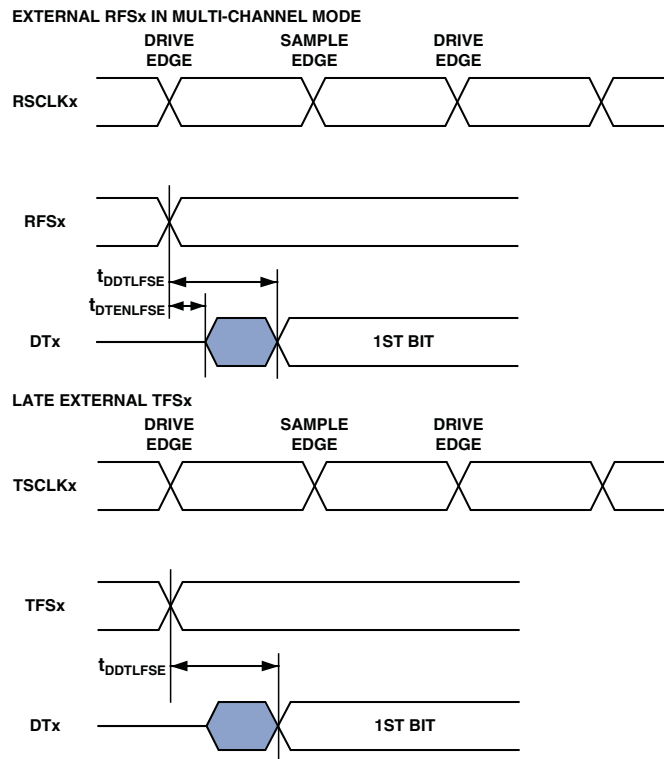 EXTERNAL RFSx IN MULTI-CHANNEL MODE
DRIVE EDGE
SAMPLE EDGE
DRIVE EDGE
RSCLKx
RFSx
tDDTLFSE
tDTENLFSE
DTx
1ST BIT
LATE EXTERNAL TFSx
DRIVE EDGE
SAMPLE EDGE
DRIVE EDGE
TSCLKx
TFSx
tDDTLFSE
DTx
1ST BIT